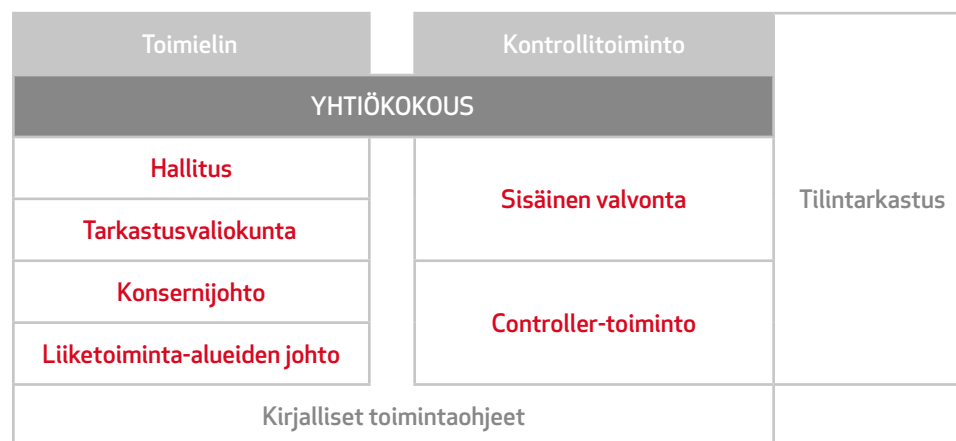 Toimielin
Kontrollitoiminto
YHTIÖKOKOUS
Hallitus
Tarkastusvaliokunta
Konsernijohto
Liiketoiminta-alueiden johto
Sisäinen valvonta
Controller-toiminto
Tilintarkastus
Kirjalliset toimintaohjeet